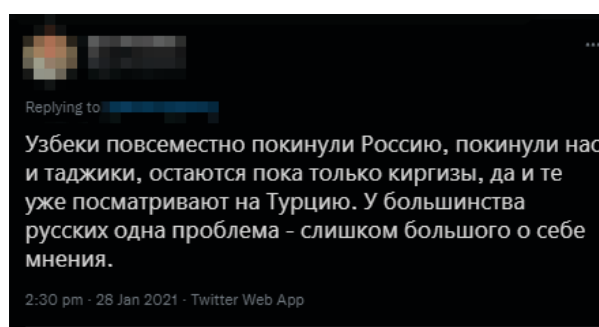 Replying to
Узбеки повсеместно покинули Россию, покинули нас
и таджики, остаются пока только киргизы, да и те
уже посматривают на Турцию. У большинства
русских одна проблема - слишком большого о себе
мнения.
2:30 pm · 28 Jan 2021 · Twitter Web App